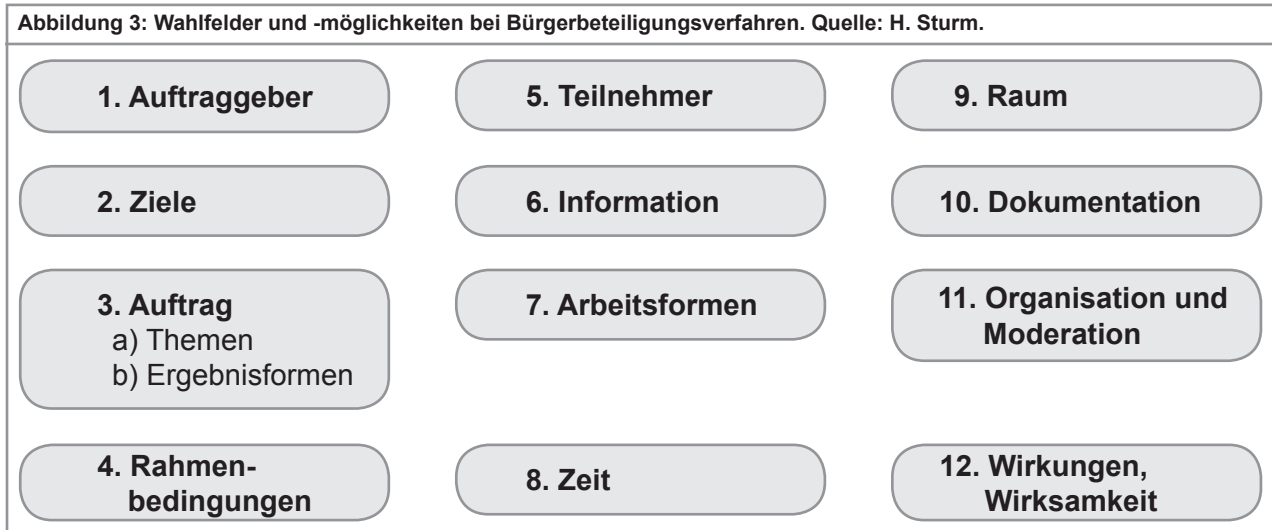 Abbildung 3: Wahlfelder und -möglichkeiten bei Bürgerbeteiligungsverfahren. Quelle: H. Sturm.
1. Auftraggeber
2. Ziele
3. Auftrag
a) Themen
b) Ergebnisformen
4. Rahmen-
bedingungen
5. Teilnehmer
6. Information
7. Arbeitsformen
8. Zeit
9. Raum
10. Dokumentation
11. Organisation und
Moderation
12. Wirkungen,
Wirksamkeit